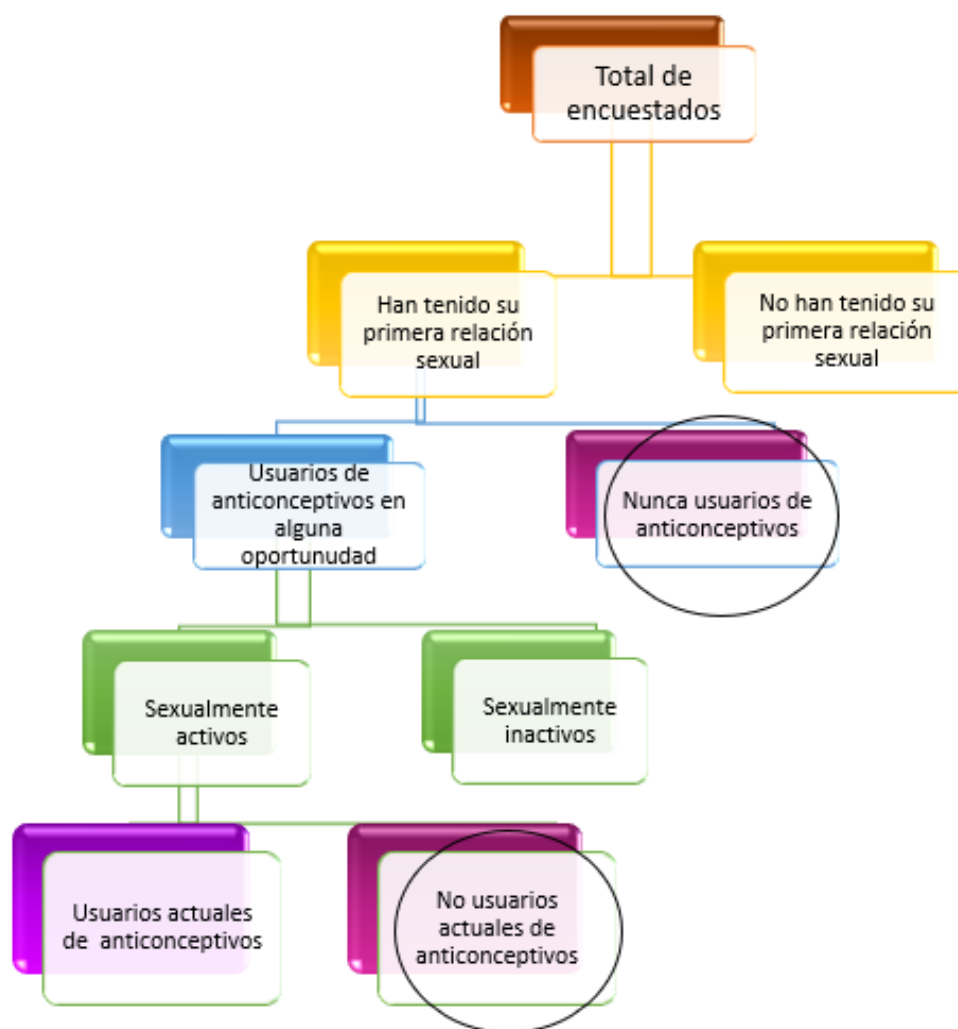 Total de
encuestados
Han tenido su
primera relación
sexual
No han tenido su
primera relación
sexual
Usuarios de
anticonceptivos en
alguna
oportunudad
Nunca usuarios de
anticonceptivos
Sexualmente
activos
Sexualmente
inactivos
Usuarios actuales
de anticonceptivos
No usuarios
actuales de
anticonceptivos